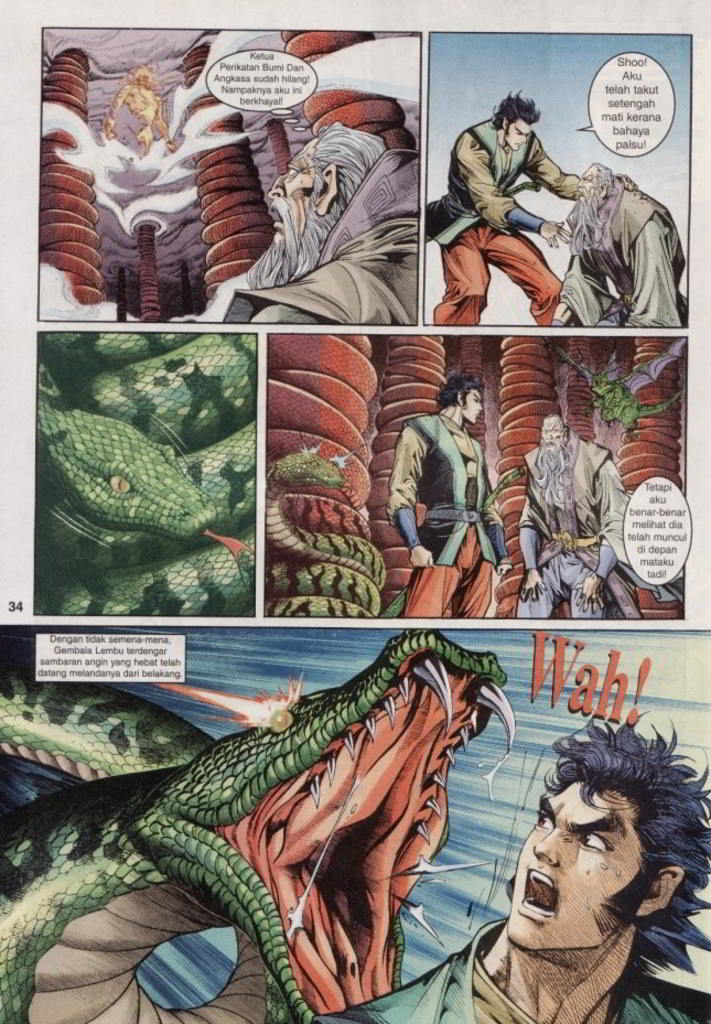 Ketua
Perikatan Bumi Dan
Angkasa sudah hilang!
Nampaknya aku ini
berkhayal!
Shoo!
Aku
telah takut
setengah
mati kerana
bahaya
palsu!
Tetapi
aku
benar-benar
melihat dia
telah muncul
di depan
mataku
tadi!
34
Dengan tidak semena-mena,
Gembala Lembu terdengar
sambaran angin yang hebat telah
datang melandanya dari belakang.
Wah!